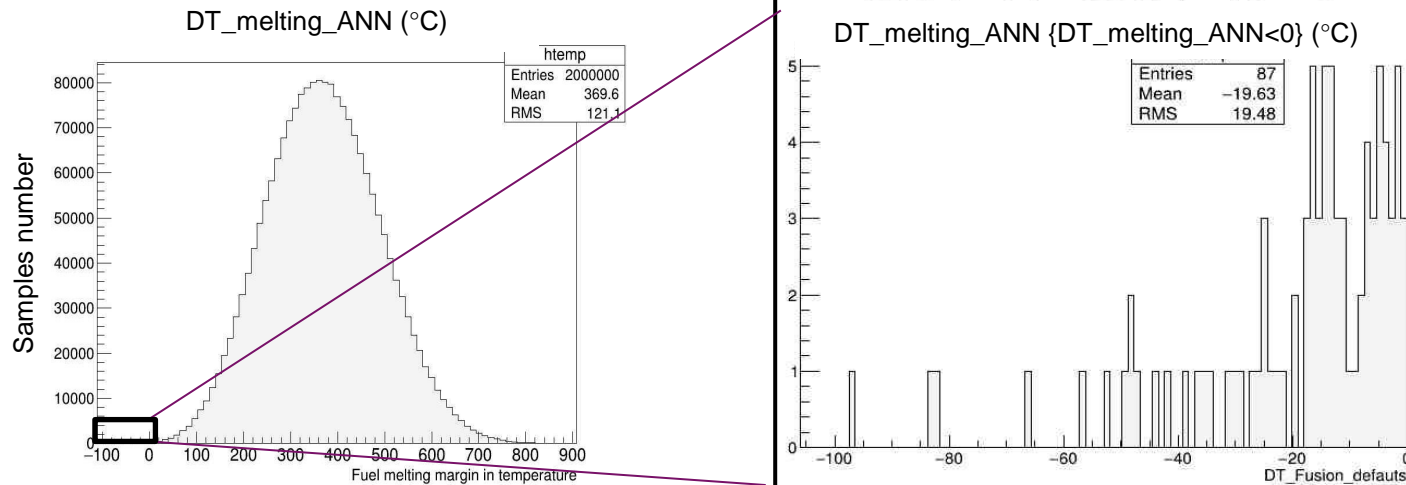 DT_melting_ANN (°C)
htemp
Entries 2000000
Mean 369.6
RMS 121.1
80000
70000
60000
50000
40000
30000
20000
10000
0
Samples number
−100 0 100 200 300 400 500 600 700 800 900
Fuel melting margin in temperature
DT_melting_ANN {DT_melting_ANN<0} (°C)
Entries 87
Mean −19.63
RMS 19.48
5
4
3
2
1
0
−100 −80 −60 −40 −20 0
DT_Fusion_defauts